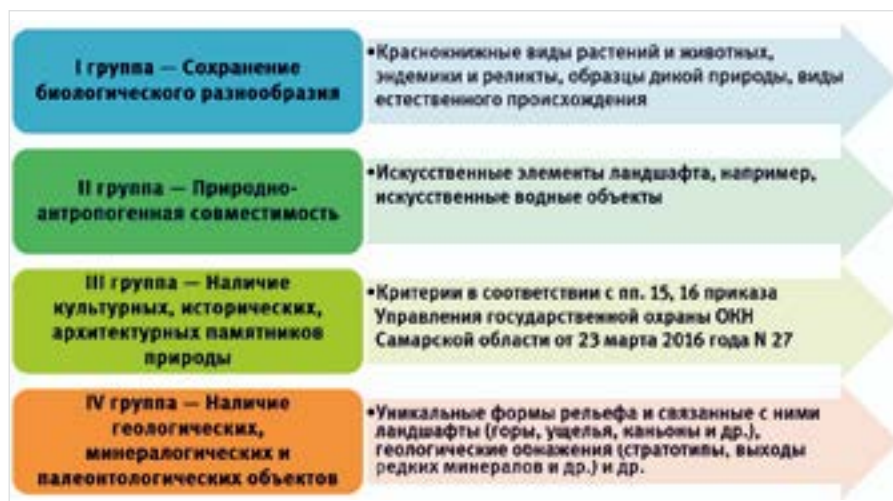 I группа — Сохранение
биологического разнообразия
•Краснокнижные виды растений и животных,
эндемики и реликты, образцы дикой природы, виды
естественного происхождения
II группа — Природно-
антропогенная совместимость
•Искусственные элементы ландшафта, например,
искусственные водные объекты
III группа — Наличие
культурных, исторических,
архитектурных памятников
природы
•Критерии в соответствии с пп. 15, 16 приказа
Управления государственной охраны ОКН
Самарской области от 23 марта 2016 года N 27
IV группа — Наличие
геологических,
минералогических и
палеонтологических объектов
•Уникальные формы рельефа и связанные с ними
ландшафты (горы, ущелья, каньоны и др.),
геологические обнажения (стратотипы, выходы
редких минералов и др.) и др.